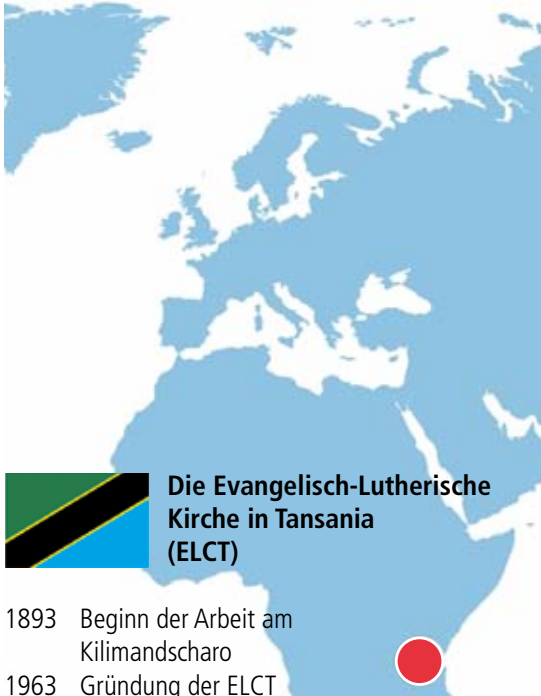 Die Evangelisch-Lutherische
Kirche in Tansania
(ELCT)
1893 Beginn der Arbeit am
Kilimandscharo
1963 Gründung der ELCT